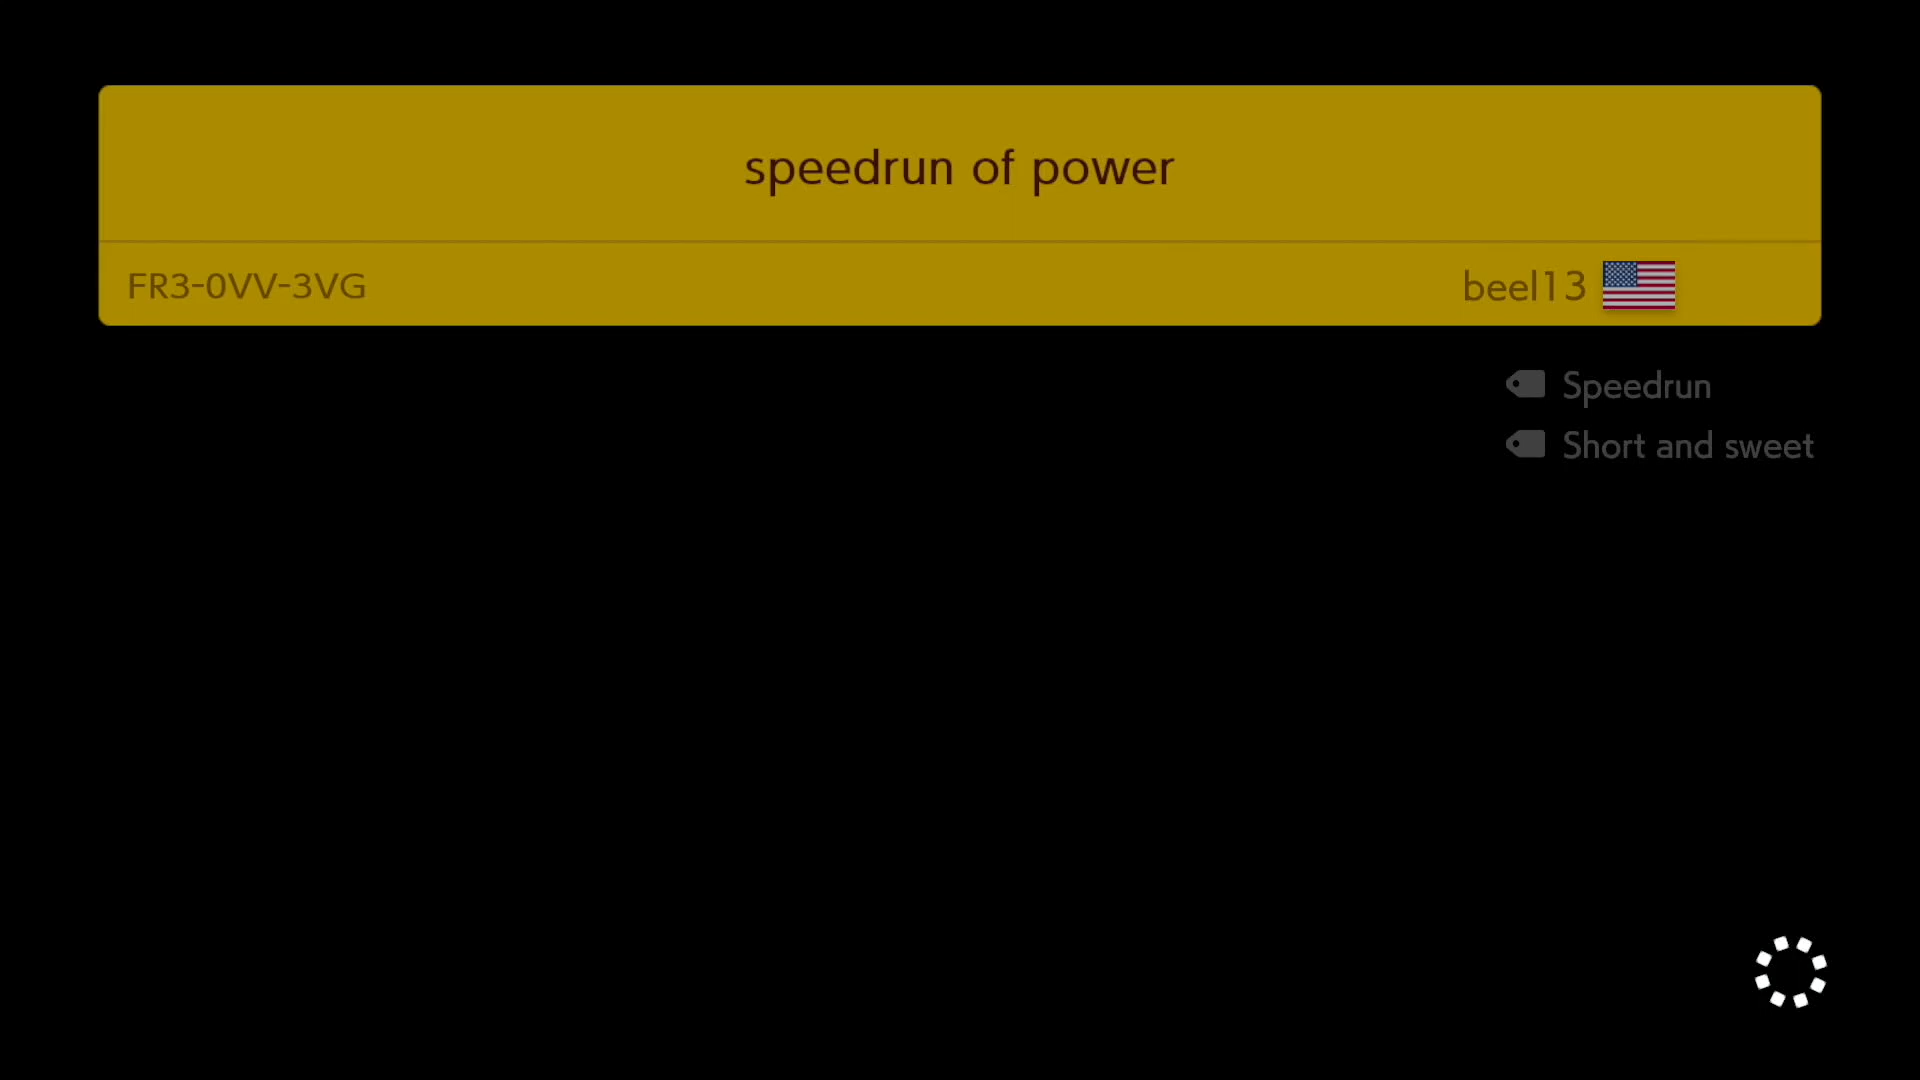 speedrun of power
FR3-0VV-3VG
beel13
Speedrun
Short and sweet